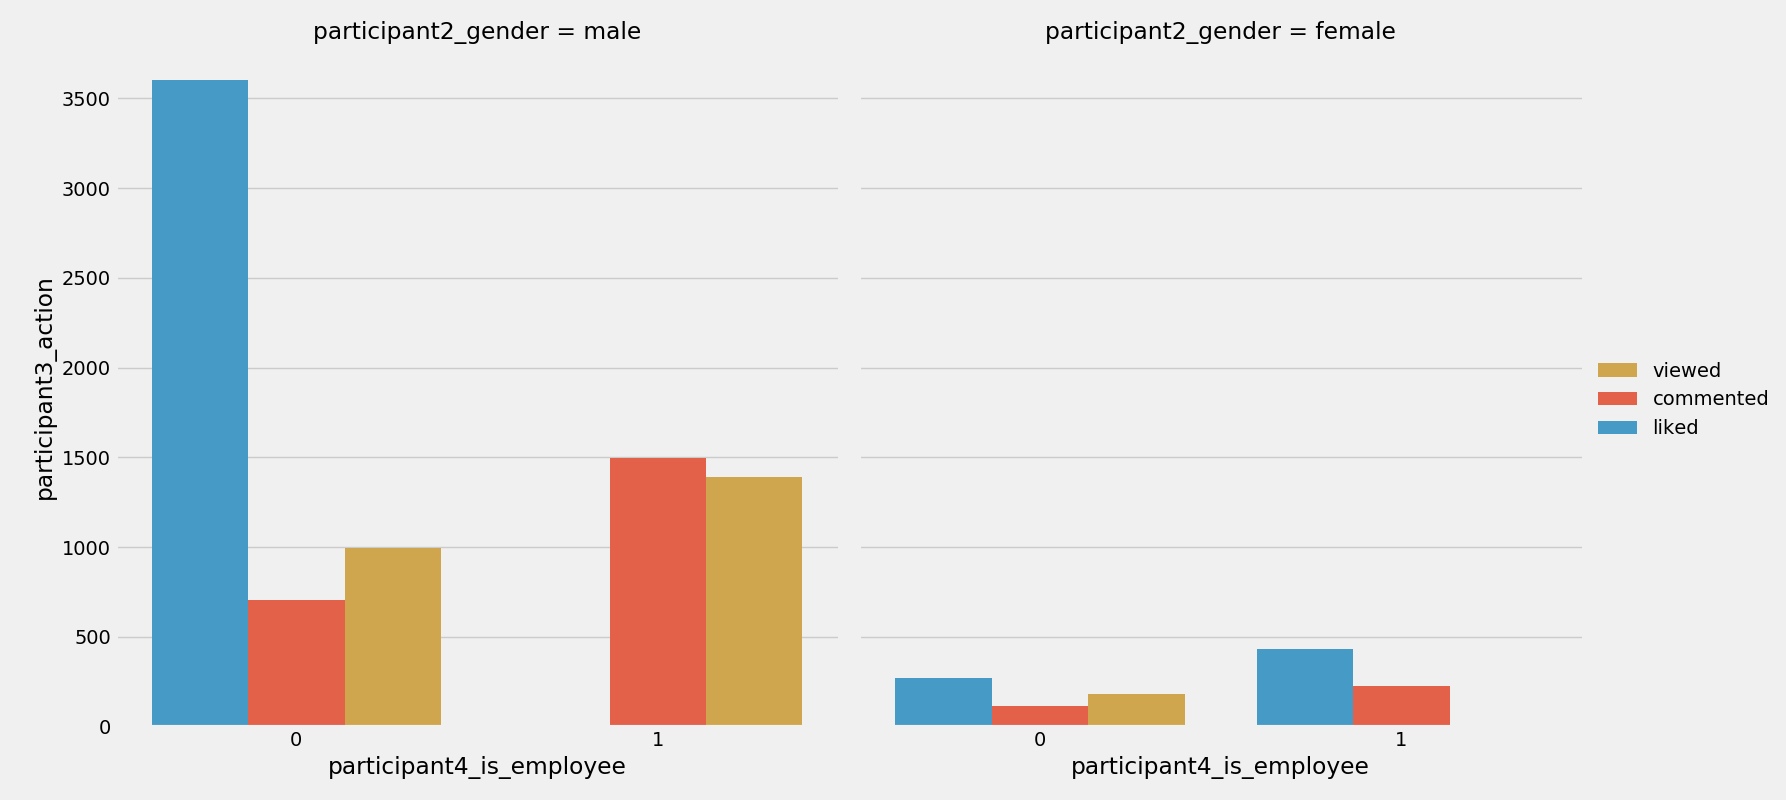 participant2_gender = male
participant2_gender = female
participant3_action
3500
3000
2500
2000
1500
1000
500
0
0
1
0
1
participant4_is_employee
participant4_is_employee
viewed
commented
liked